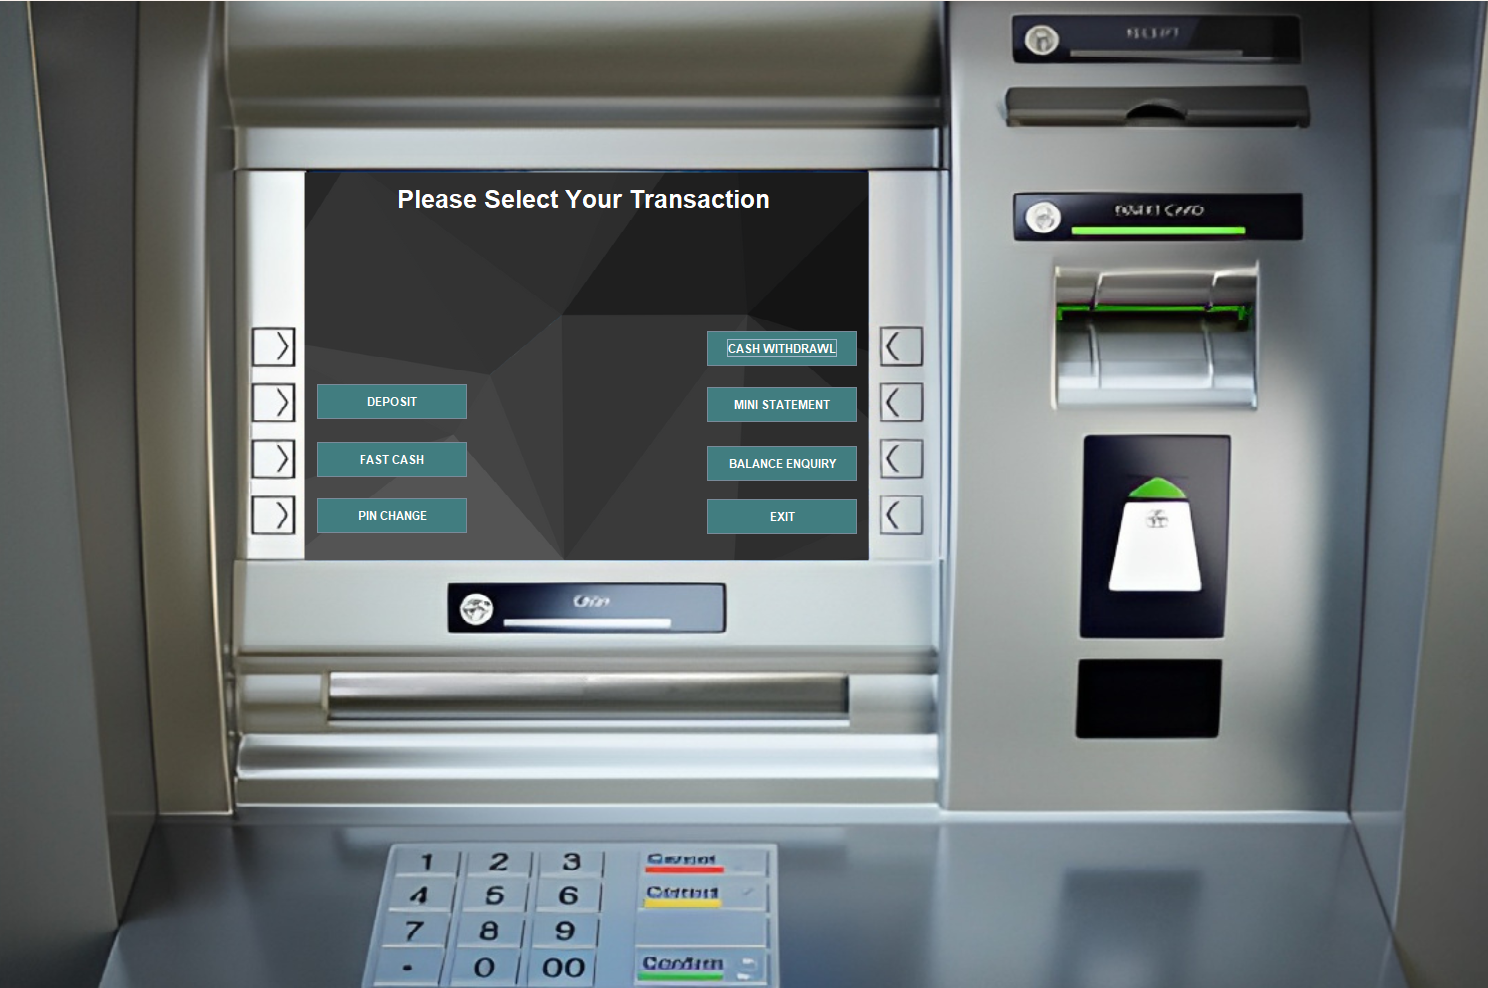 Please Select Your Transaction
CASH WITHDRAWL
DEPOSIT
MINI STATEMENT
FAST CASH
BALANCE ENQUIRY
PIN CHANGE
EXIT
1 2 3
4 5 6
7 8 9
. 0 00